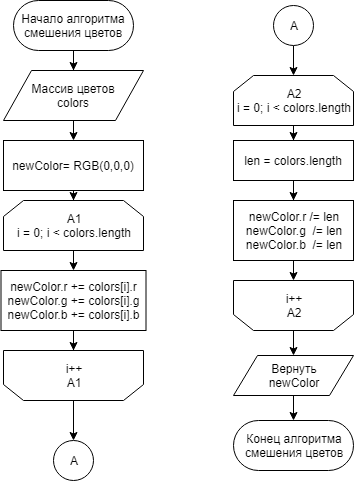 Начало алгоритма
смешения цветов
Массив цветов
colors
newColor= RGB(0,0,0)
A1
i = 0; i < colors.length
newColor.r += colors[i].r
newColor.g += colors[i].g
newColor.b += colors[i].b
i++
A1
A
A
A2
i = 0; i < colors.length
len = colors.length
newColor.r /= len
newColor.g /= len
newColor.b /= len
i++
A2
Вернуть
newColor
Конец алгоритма
смешения цветов